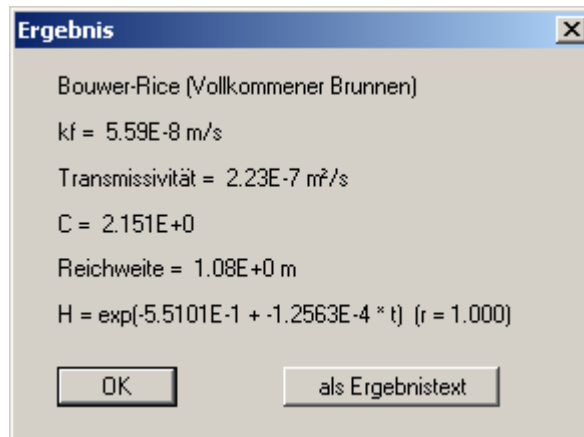 Ergebnis
Bouwer-Rice (Vollkommener Brunnen)
kf = 5.59E-8 m/s
Transmissivität = 2.23E-7 m²/s
C = 2.151E+0
Reichweite = 1.08E+0 m
H = exp(-5.5101E-1 + -1.2563E-4 * t) (r = 1.000)
OK als Ergebnistext